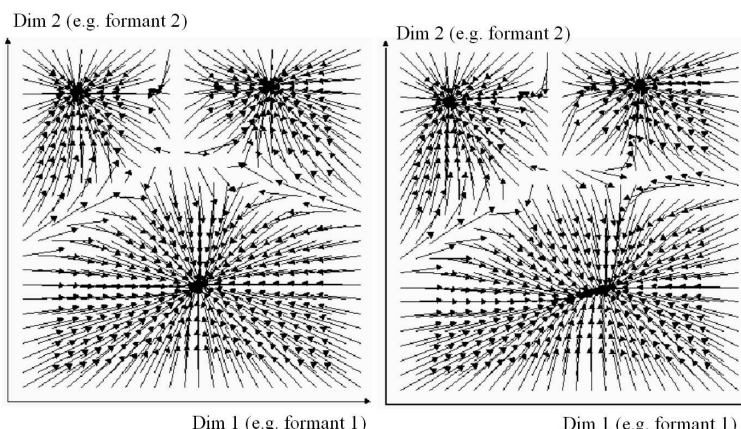 Dim 2 (e.g. formant 2)
Dim 2 (e.g. formant 2)
Dim 1 (e.g. formant 1)
Dim 1 (e.g. formant 1)